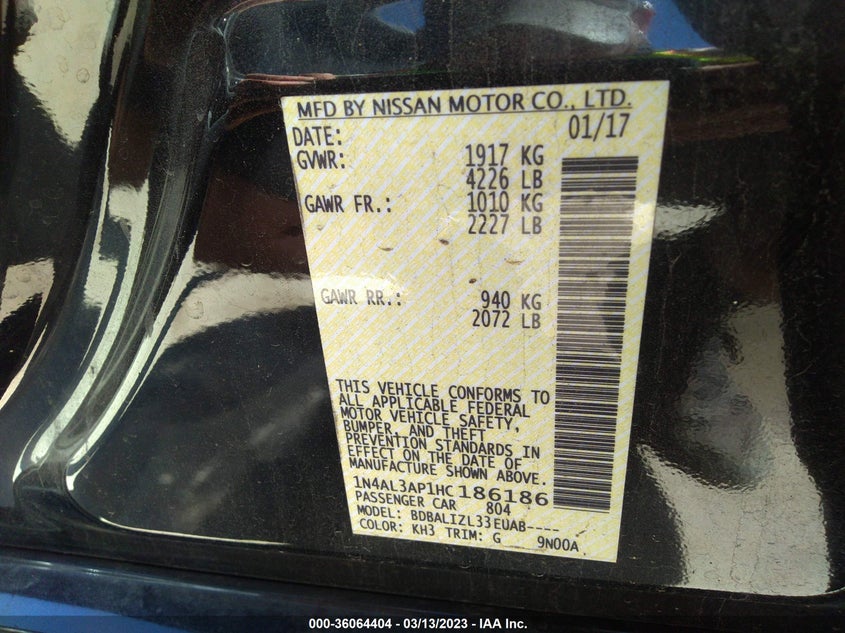 MFD BY NISSAN MOTOR CO., LTD.
DATE: 01/17
GVWR: 1917 KG
4226 LB
GAWR FR.: 1010 KG
2227 LB
GAWR RR.: 940 KG
2072 LB
THIS VEHICLE CONFORMS TO
ALL APPLICABLE FEDERAL
MOTOR VEHICLE SAFETY,
BUMPER, AND THEFT
PREVENTION STANDARDS IN
EFFECT ON THE DATE OF
MANUFACTURE SHOWN ABOVE.
1N4AL3AP1HC186186
PASSENGER CAR 804
MODEL: BDBALIZL33EUAB----
COLOR: KH3 TRIM: G 9N00A
000-36064404 — 03/13/2023 - IAA Inc.